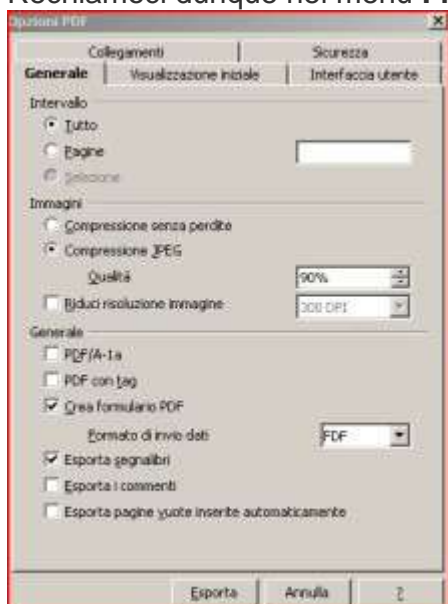 Rechiamoci dunque nel menu
Opzioni PDF
Collegamenti Sicurezza
Generale Visualizzazione iniziale Interfaccia utente
Intervallo
Tutto
Pagine
Selezione
Immagini
Compressione senza perdite
Compressione JPEG
Qualità 90%
Riduci risoluzione immagine 300 DPI
Generale
PDF/A-1a
PDF con tag
Crea formulario PDF
Formato di invio dati FDF
Esporta segnalibri
Esporta i commenti
Esporta pagine vuote inserite automaticamente
Esporta Annulla ?